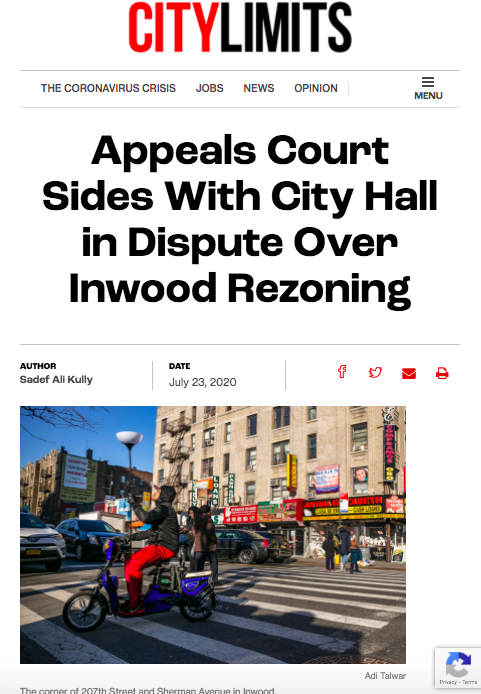 CITYLIMITS
THE CORONAVIRUS CRISIS JOBS NEWS OPINION
MENU
Appeals Court
Sides With City Hall
in Dispute Over
Inwood Rezoning
AUTHOR
Sadef Ali Kully
DATE
July 23, 2020
LOANS
Adi Talwar
Privacy - Terms
The corner of 207th Street and Sherman Avenue in Inwood.